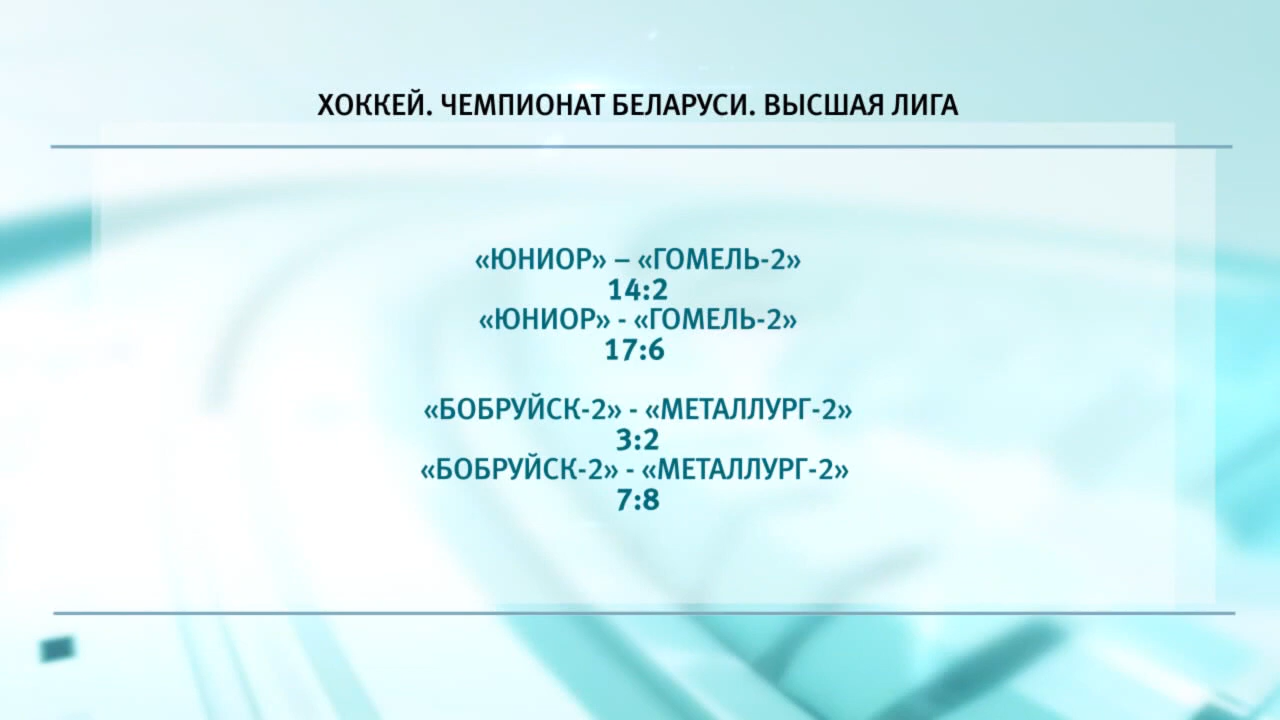 ХОККЕЙ. ЧЕМПИОНАТ БЕЛАРУСИ. ВЫСШАЯ ЛИГА
«ЮНИОР» – «ГОМЕЛЬ-2»
14:2
«ЮНИОР» - «ГОМЕЛЬ-2»
17:6
«БОБРУЙСК-2» - «МЕТАЛЛУРГ-2»
3:2
«БОБРУЙСК-2» - «МЕТАЛЛУРГ-2»
7:8